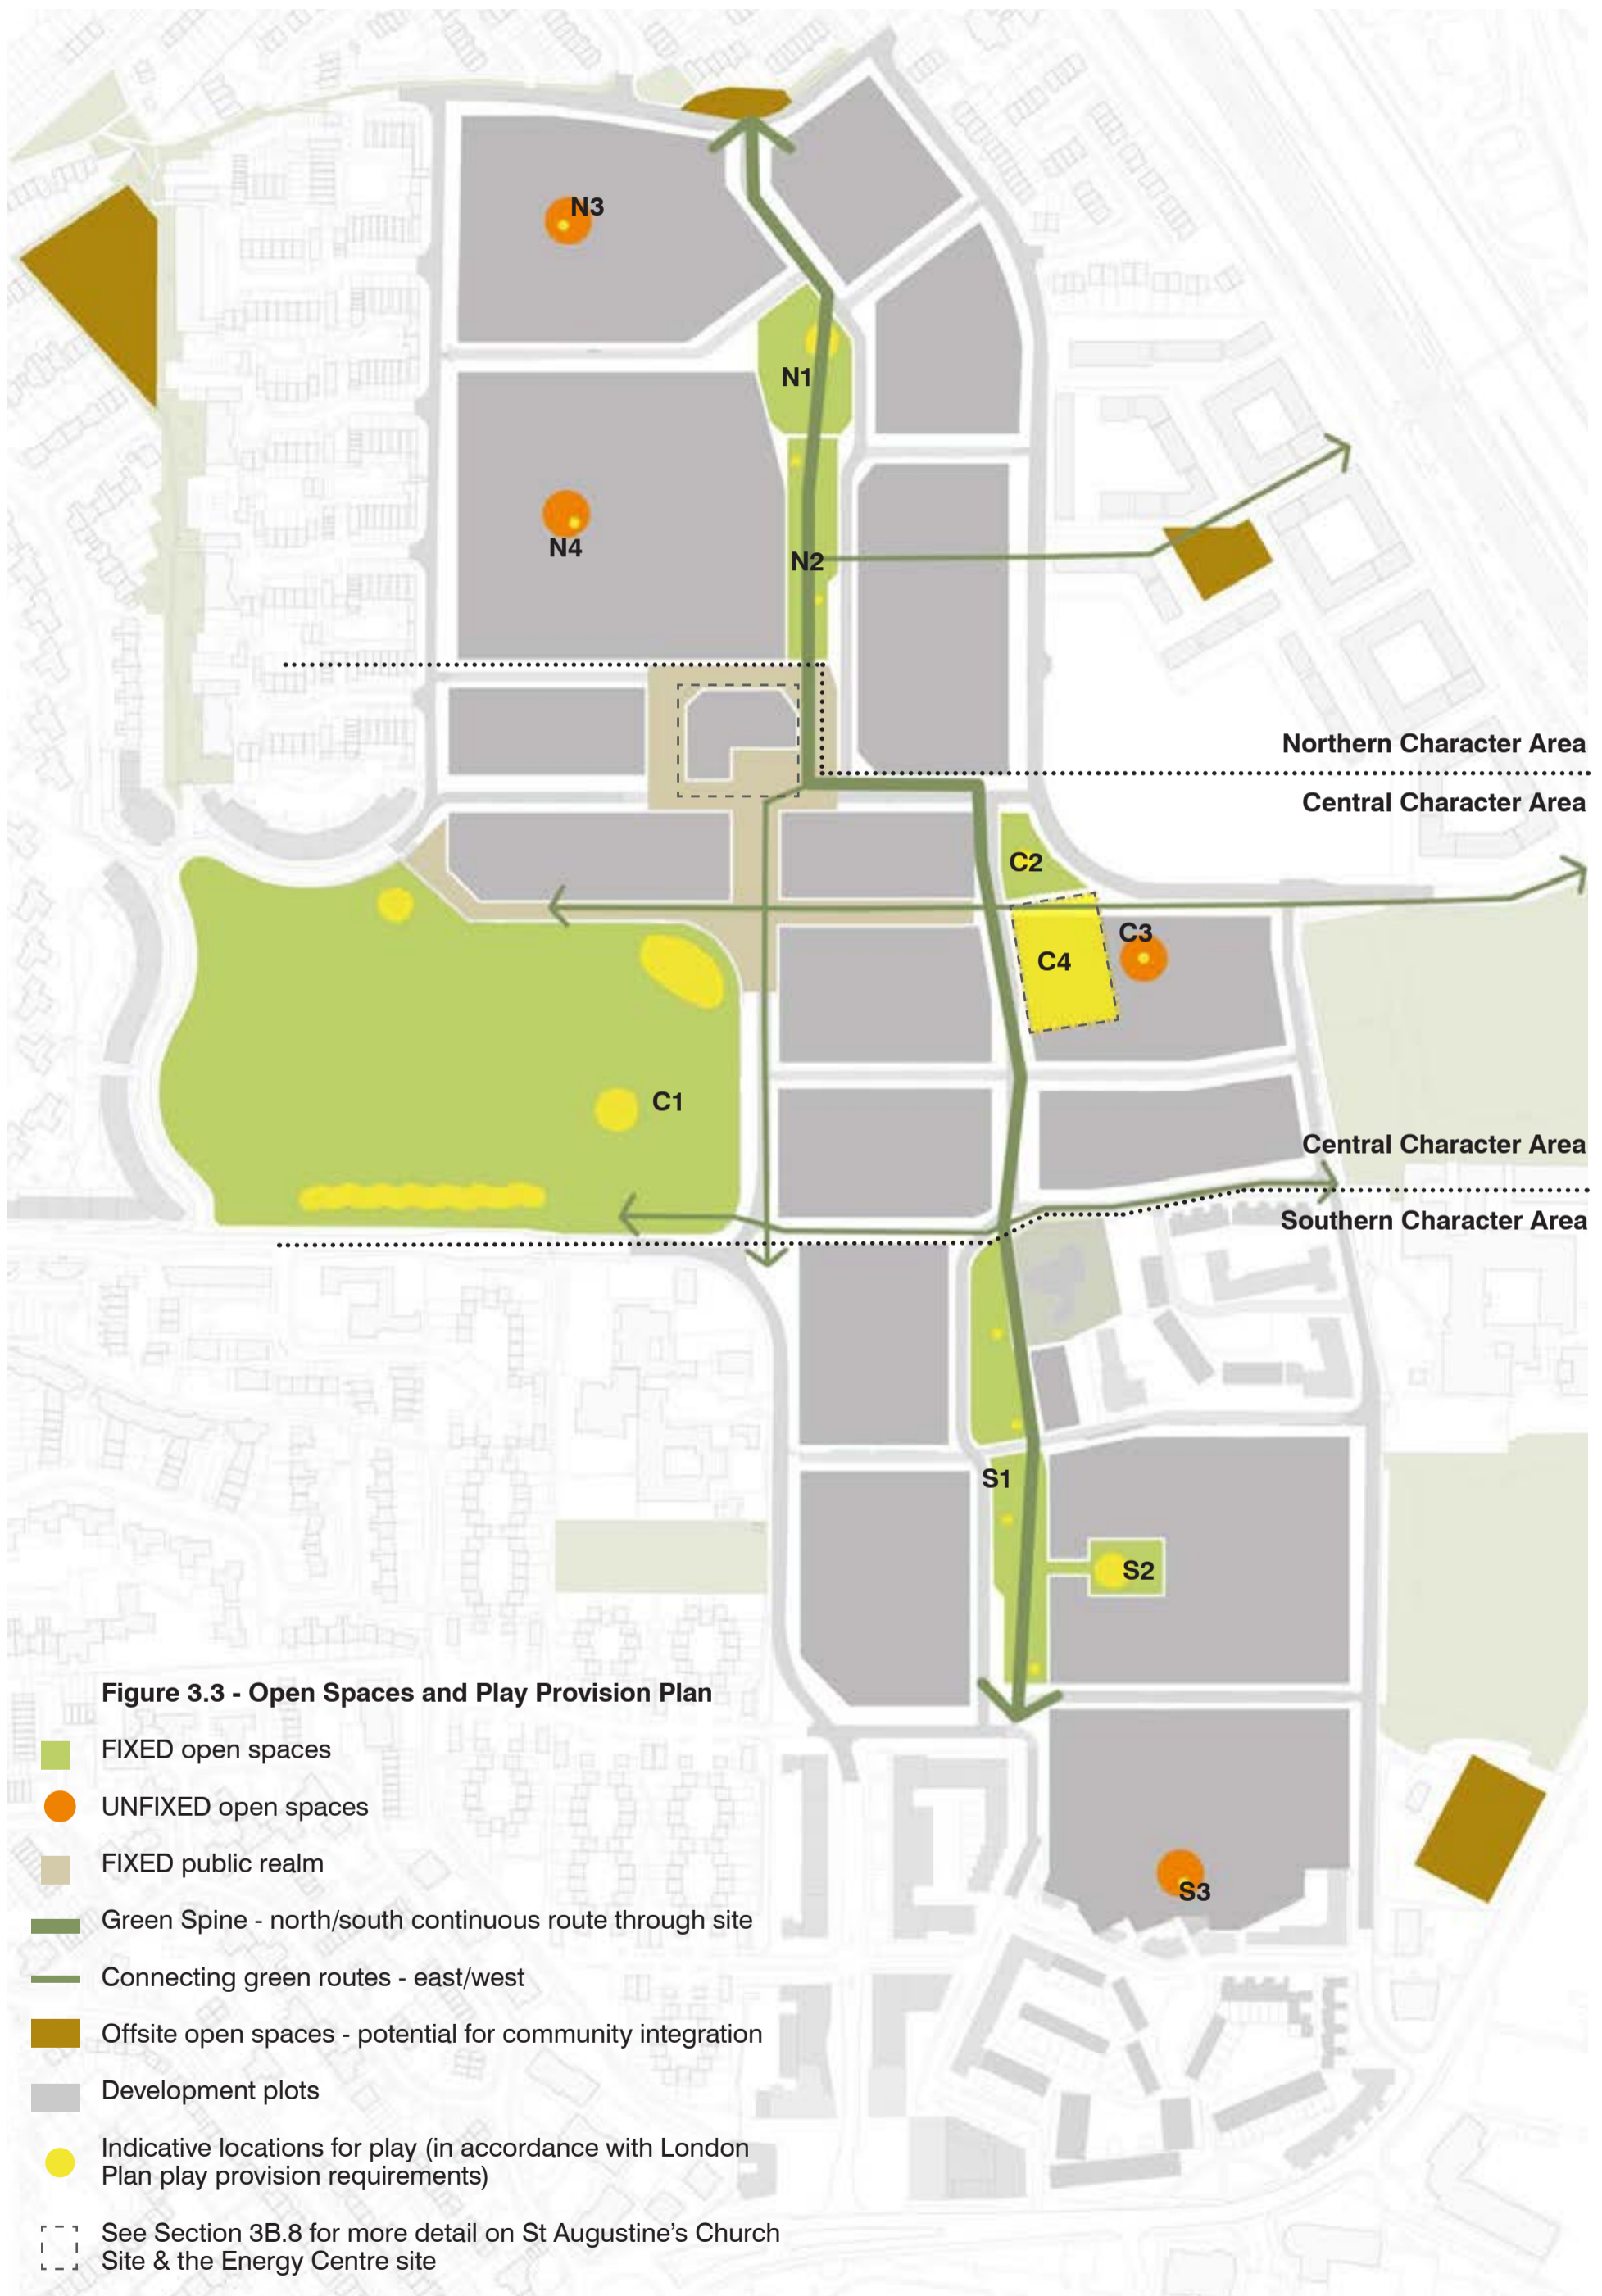 N3
N1
N4
N2
Northern Character Area
Central Character Area
C2
C3
C4
C1
Central Character Area
Southern Character Area
S1
S2
Figure 3.3 - Open Spaces and Play Provision Plan
FIXED open spaces
UNFIXED open spaces
FIXED public realm
S3
Green Spine - north/south continuous route through site
Connecting green routes - east/west
Offsite open spaces - potential for community integration
Development plots
Indicative locations for play (in accordance with London
Plan play provision requirements)
See Section 3B.8 for more detail on St Augustine's Church
Site & the Energy Centre site